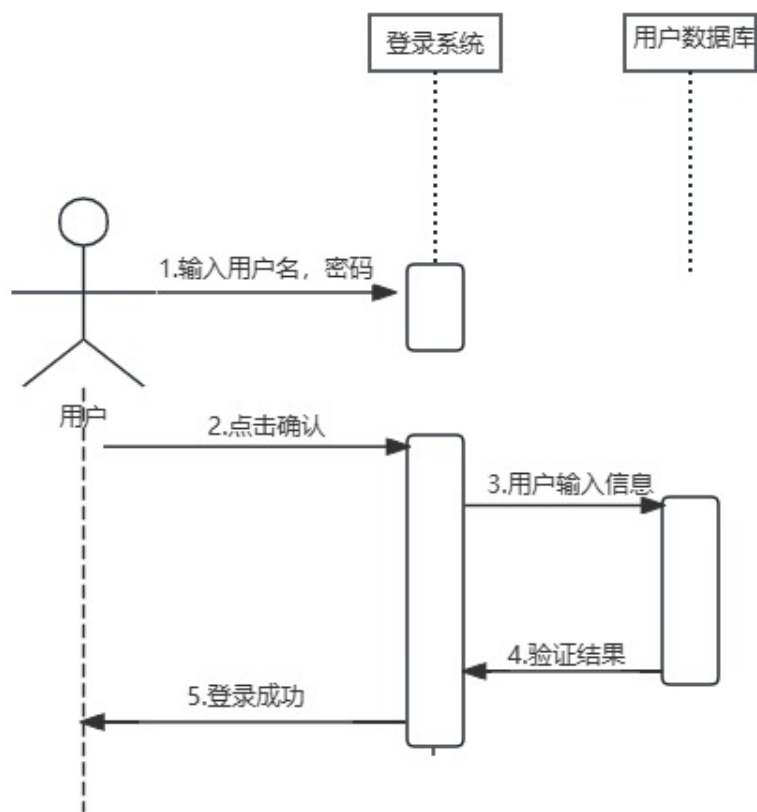 登录系统
用户数据库
1.输入用户名，密码
用户
2.点击确认
3.用户输入信息
4.验证结果
5.登录成功